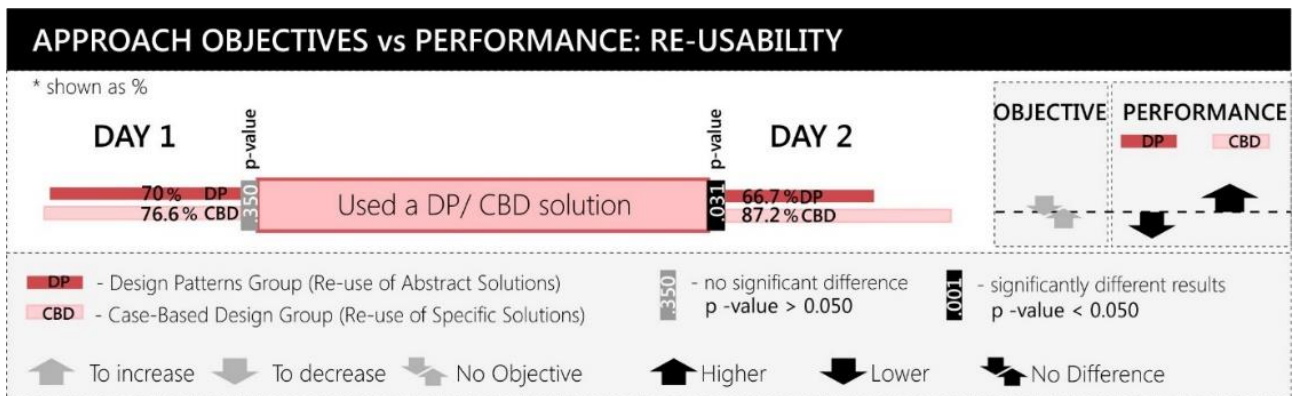 APPROACH OBJECTIVES vs PERFORMANCE: RE-USABILITY
* shown as %
DAY 1
p-value
p-value
DAY 2
OBJECTIVE
PERFORMANCE
DP
CBD
70% DP
76.6% CBD
.350
Used a DP/ CBD solution
.031
66.7%DP
87.2%CBD
DP - Design Patterns Group (Re-use of Abstract Solutions)
CBD - Case-Based Design Group (Re-use of Specific Solutions)
.350 - no significant difference
p -value > 0.050
.001 - significantly different results
p -value < 0.050
To increase
To decrease
No Objective
Higher
Lower
No Difference